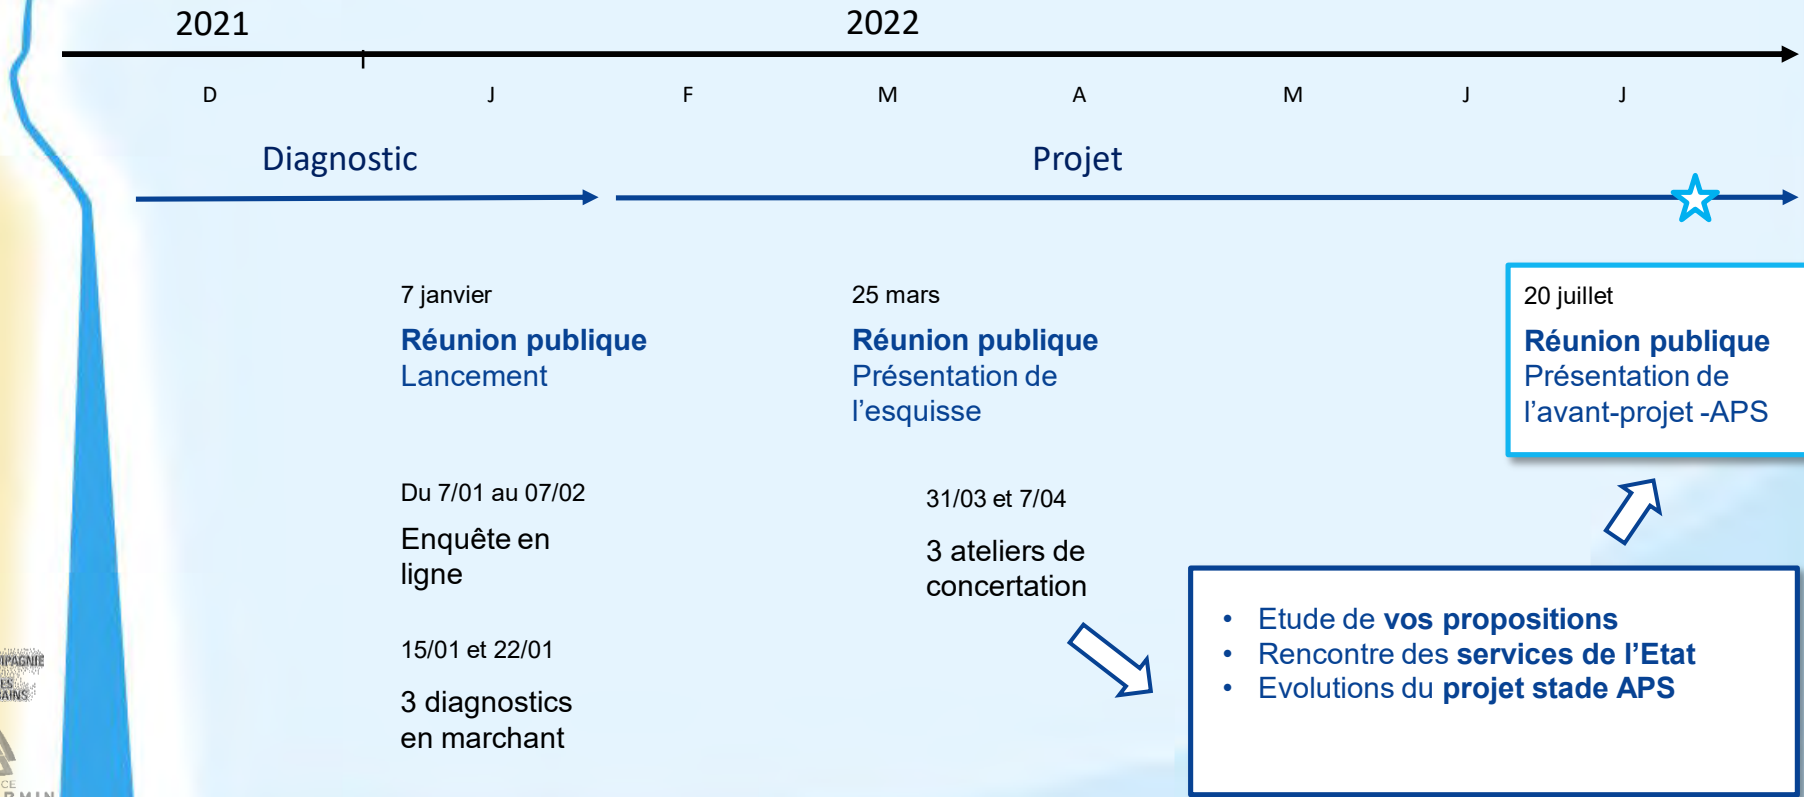 2021
2022
D
J
F
M
A
M
J
J
Diagnostic
Projet
7 janvier
Réunion publique
Lancement
25 mars
Réunion publique
Présentation de
l’esquisse
20 juillet
Réunion publique
Présentation de
l’avant-projet -APS
Du 7/01 au 07/02
Enquête en
ligne
31/03 et 7/04
3 ateliers de
concertation
15/01 et 22/01
3 diagnostics
en marchant
• Etude de vos propositions
• Rencontre des services de l’Etat
• Evolutions du projet stade APS